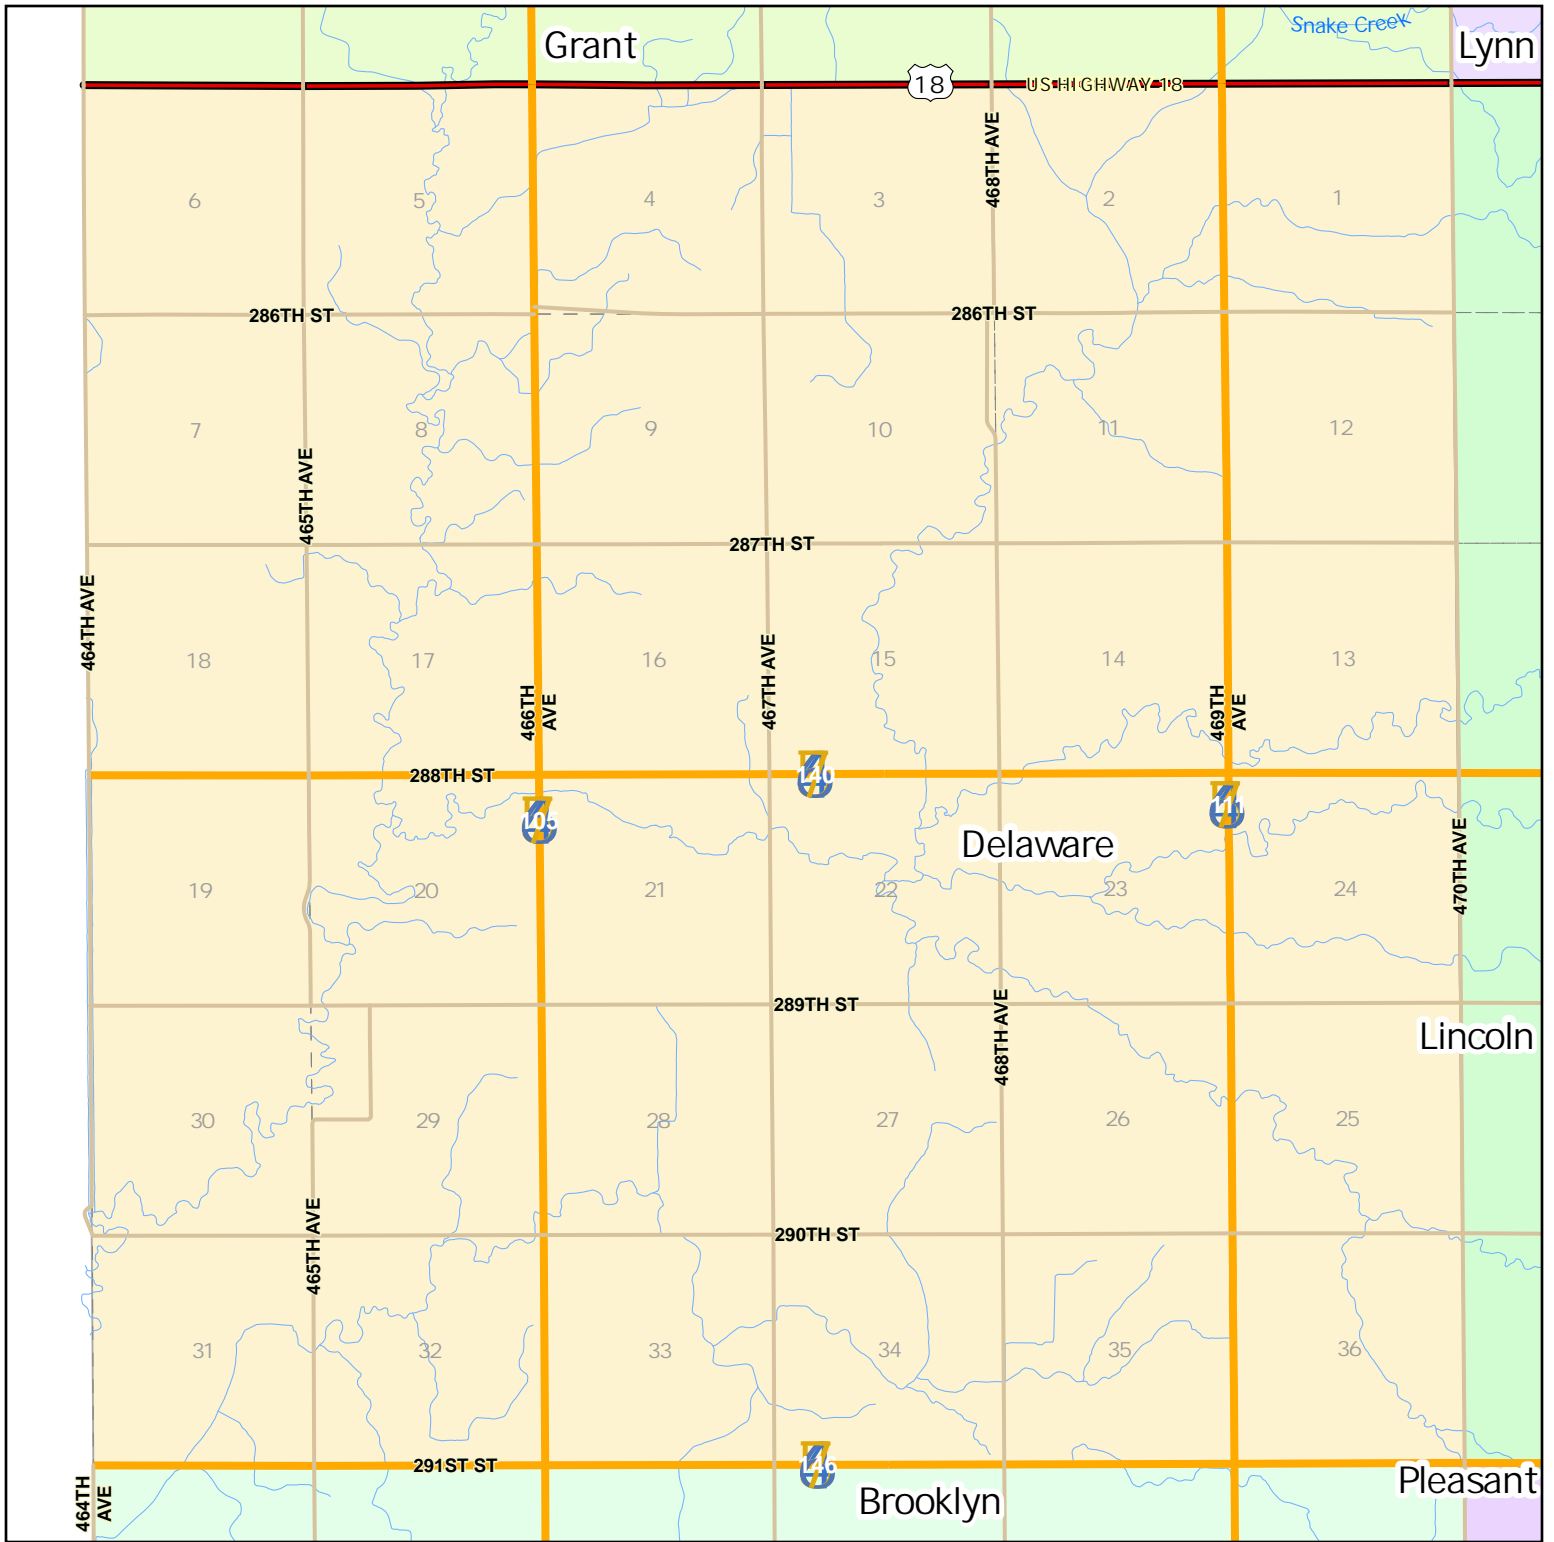 Snake Creek
Grant
Lynn
18
US HIGHWAY 18
468TH AVE
6
5
4
3
2
1
286TH ST
286TH ST
7
8
9
10
11
12
465TH AVE
287TH ST
464TH AVE
18
17
16
15
14
13
467TH AVE
466TH
AVE
469TH
AVE
288TH ST
140
105
111
Delaware
470TH AVE
19
20
21
22
23
24
289TH ST
468TH AVE
Lincoln
30
29
28
27
26
25
465TH AVE
290TH ST
31
32
33
34
35
36
291ST ST
146
464TH
AVE
Brooklyn
Pleasant